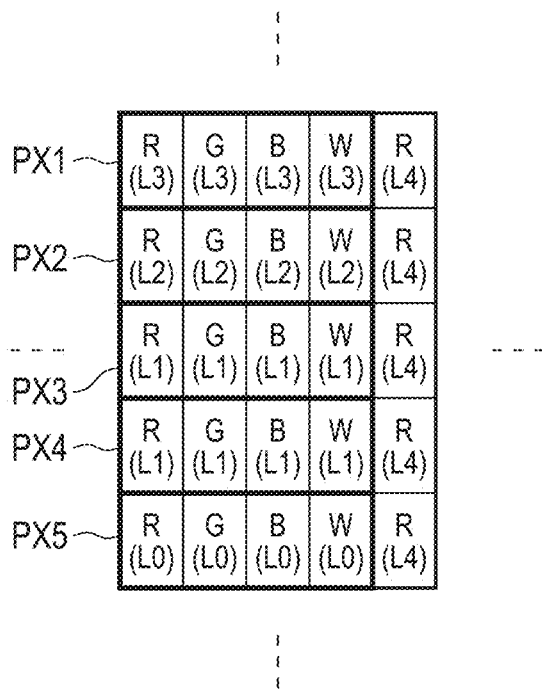 PX1 R G B W R
(L3) (L3) (L3) (L3) (L4)
PX2 R G B W R
(L2) (L2) (L2) (L2) (L4)
PX3 R G B W R
(L1) (L1) (L1) (L1) (L4)
PX4 R G B W R
(L1) (L1) (L1) (L1) (L4)
PX5 R G B W R
(L0) (L0) (L0) (L0) (L4)